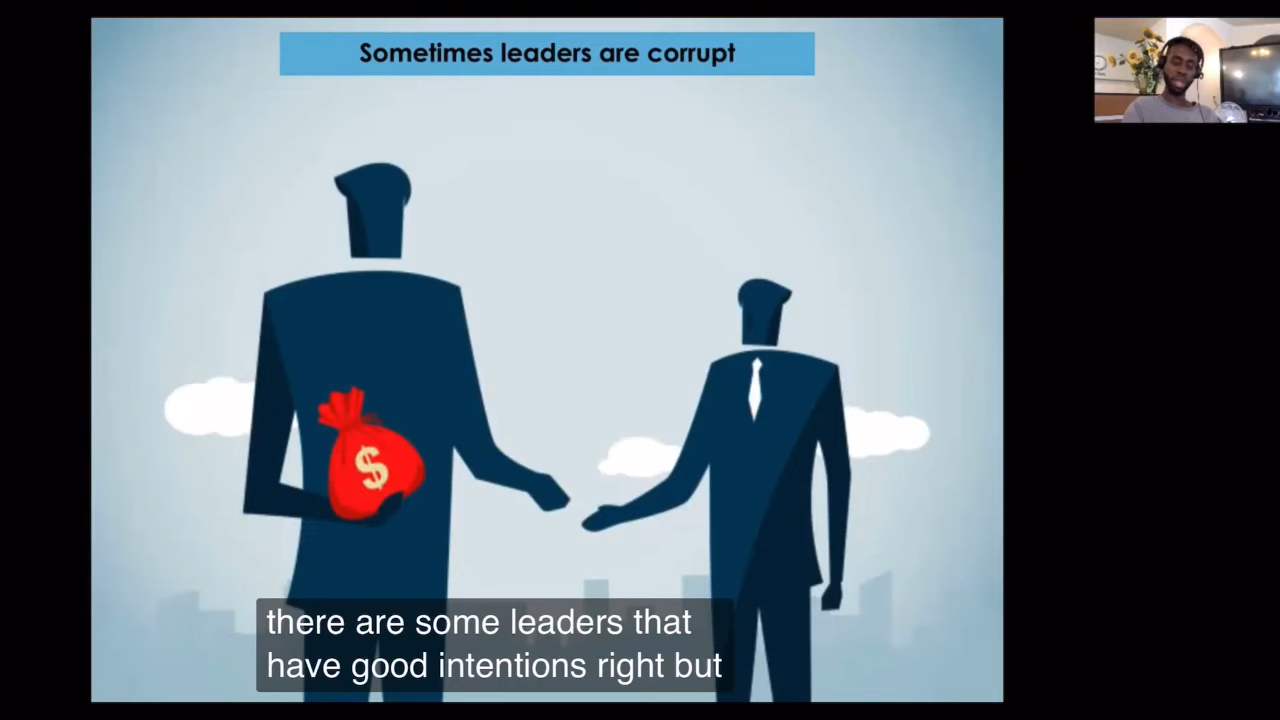 Sometimes leaders are corrupt
$
there are some leaders that
have good intentions right but